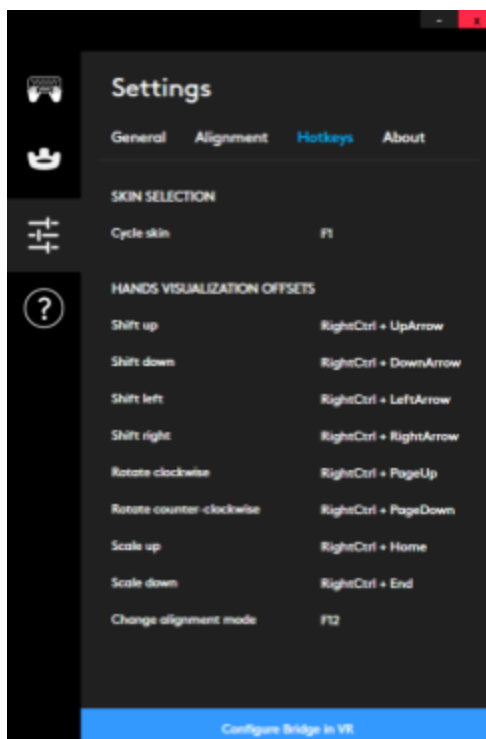 Settings
General Alignment Hotkeys About
SKIN SELECTION
Cycle skin F1
HANDS VISUALIZATION OFFSETS
Shift up RightCtrl + UpArrow
Shift down RightCtrl + DownArrow
Shift left RightCtrl + LeftArrow
Shift right RightCtrl + RightArrow
Rotate clockwise RightCtrl + PageUp
Rotate counter-clockwise RightCtrl + PageDown
Scale up RightCtrl + Home
Scale down RightCtrl + End
Change alignment mode F12
Configure Bridge in VR